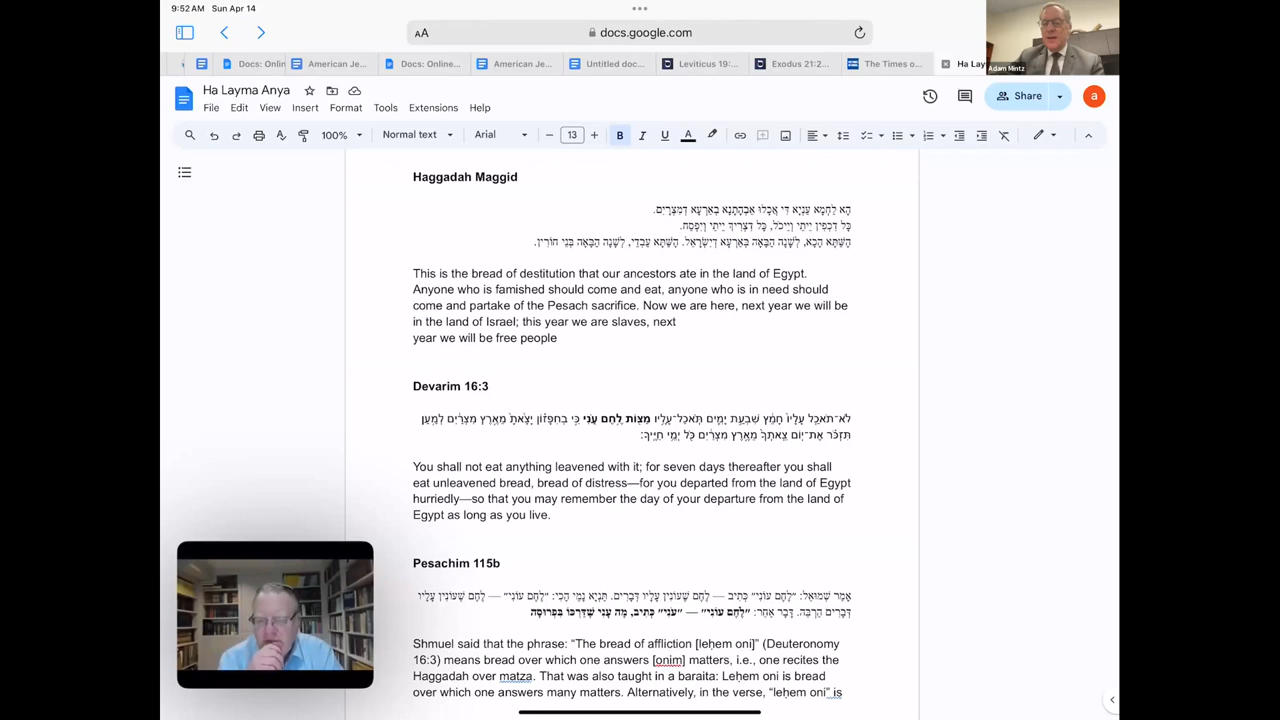 9:52 AM Sun Apr 14
AA
docs.google.com
Docs: Onlin
American Je...
Docs: Online...
American Je...
Untitled doc...
Leviticus 19:...
Exodus 21:2...
The Times o...
Ha Lay
Adam Mintz
Ha Layma Anya
File Edit View Insert Format Tools Extensions Help
Share
a
100%
Normal text
Arial
13
B I U A
Haggadah Maggid
הָא לַחְמָא עַנְיָא דִּי אֲכָלוּ אַבְהָתָנָא בְאַרְעָא דְמִצְרָיִם.
כָּל דִכְפִין יֵיתֵי וְיֵיכֹל, כָּל דִצְרִיךְ יֵיתֵי וְיִפְסַח.
הָשַּׁתָּא הָכָא, לְשָׁנָה הַבָּאָה בְּאַרְעָא דְיִשְׂרָאֵל. הָשַּׁתָּא עַבְדֵי, לְשָׁנָה הַבָּאָה בְּנֵי חוֹרִין.
This is the bread of destitution that our ancestors ate in the land of Egypt.
Anyone who is famished should come and eat, anyone who is in need should
come and partake of the Pesach sacrifice. Now we are here, next year we will be
in the land of Israel; this year we are slaves, next
year we will be free people
Devarim 16:3
לֹא־תֹאכַ֤ל עָלָיו֙ חָמֵ֔ץ שִׁבְעַ֥ת יָמִ֛ים תֹּֽאכַל־עָלָ֥יו מַצּ֖וֹת לֶ֣חֶם עֹ֑נִי כִּ֣י בְחִפָּז֗וֹן יָצָ֙אתָ֙ מֵאֶ֣רֶץ מִצְרַ֔יִם לְמַ֣עַן
תִּזְכֹּ֗ר אֶת־י֤וֹם צֵֽאתְךָ֙ מֵאֶ֣רֶץ מִצְרַ֔יִם כֹּ֖ל יְמֵ֥י חַיֶּֽיךָ׃
You shall not eat anything leavened with it; for seven days thereafter you shall
eat unleavened bread, bread of distress—for you departed from the land of Egypt
hurriedly—so that you may remember the day of your departure from the land of
Egypt as long as you live.
Pesachim 115b
אָמַר שְׁמוּאֵל: ״לֶחֶם עוֹנִי״ כְּתִיב — לֶחֶם שֶׁעוֹנִין עָלָיו דְּבָרִים. תַּנְיָא נָמֵי הָכִי: ״לֶחֶם עוֹנִי״ — לֶחֶם שֶׁעוֹנִין עָלָיו
דְּבָרִים הַרְבֵּה. דָּבָר אַחֵר: ״לֶחֶם עוֹנִי״ — ״עֹנִי״ כְּתִיב, מָה עָנִי שֶׁדַּרְכּוֹ בִּפְרוּסָה
Shmuel said that the phrase: “The bread of affliction [leḥem oni]” (Deuteronomy
16:3) means bread over which one answers [onim] matters, i.e., one recites the
Haggadah over matza. That was also taught in a baraita: Leḥem oni is bread
over which one answers many matters. Alternatively, in the verse, “leḥem oni” is